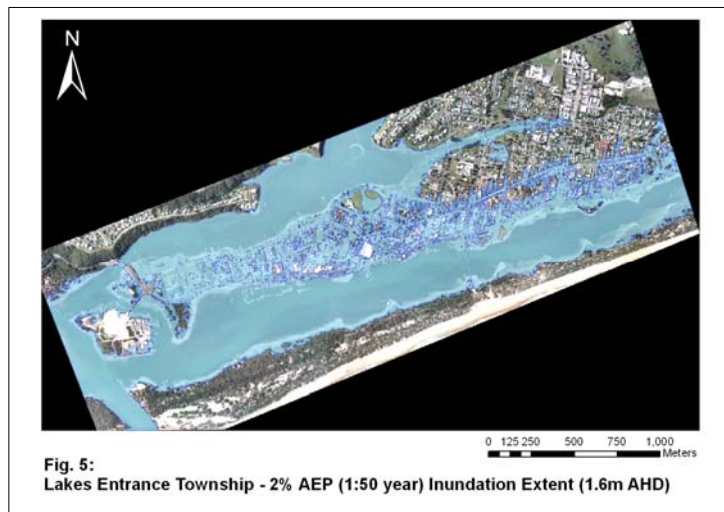 N
0 125 250 500 750 1,000
Meters
Fig. 5:
Lakes Entrance Township - 2% AEP (1:50 year) Inundation Extent (1.6m AHD)